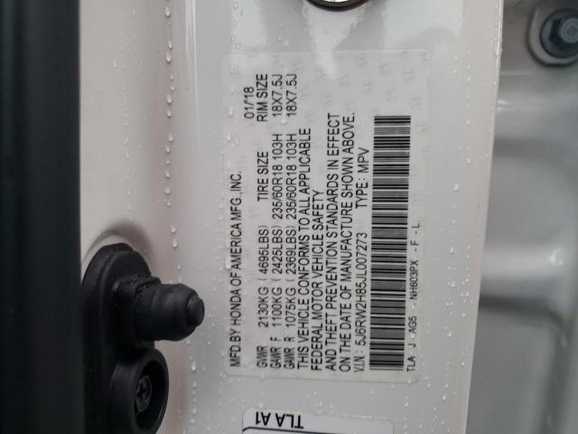 MFD. BY HONDA OF AMERICA MFG., INC. 01/18
GVWR 2130KG (4695LBS) TIRE SIZE RIM SIZE
GAWR F 1100KG (2425LBS) 235/60R18 103H 18X7.5J
GAWR R 1075KG (2369LBS) 235/60R18 103H 18X7.5J
THIS VEHICLE CONFORMS TO ALL APPLICABLE
FEDERAL MOTOR VEHICLE SAFETY
AND THEFT PREVENTION STANDARDS IN EFFECT
ON THE DATE OF MANUFACTURE SHOWN ABOVE.
V.I.N.: 5J6RW2H85JL007273 TYPE: MPV
TLA J - AG5 - NH603PX - F - L
TLA A1